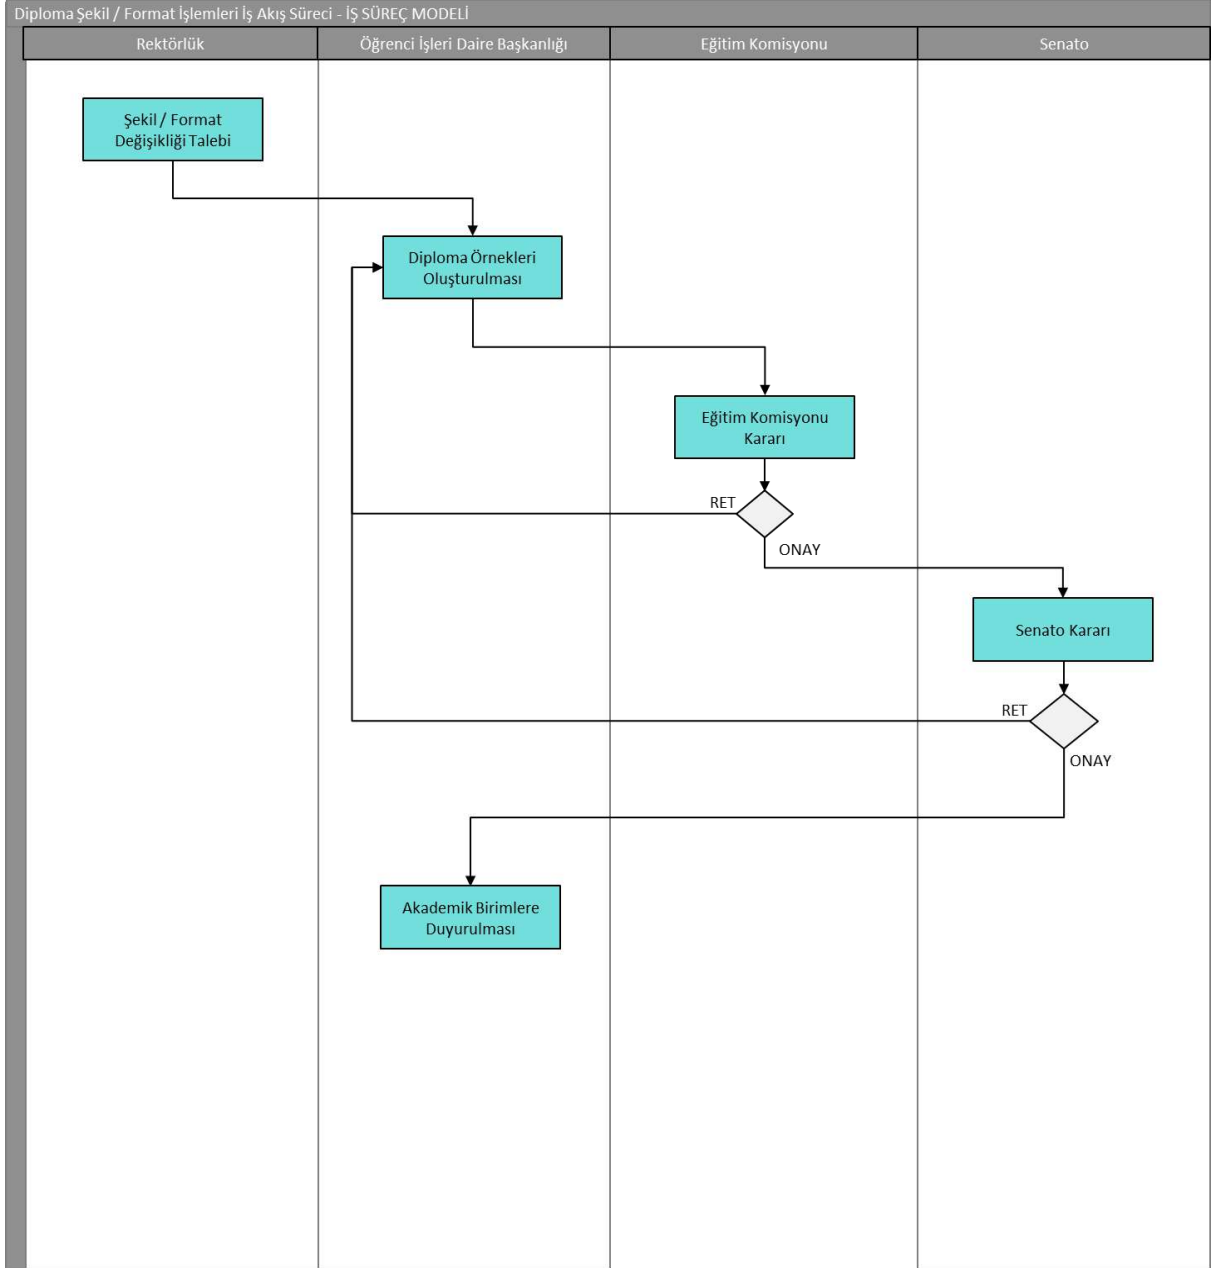 Diploma Şekil / Format İşlemleri İş Akış Süreci - İŞ SÜREÇ MODELİ
Rektörlük
Öğrenci İşleri Daire Başkanlığı
Eğitim Komisyonu
Senato
Şekil / Format
Değişikliği Talebi
Diploma Örnekleri
Oluşturulması
Eğitim Komisyonu
Kararı
RET
ONAY
Senato Kararı
RET
ONAY
Akademik Birimlere
Duyurulması